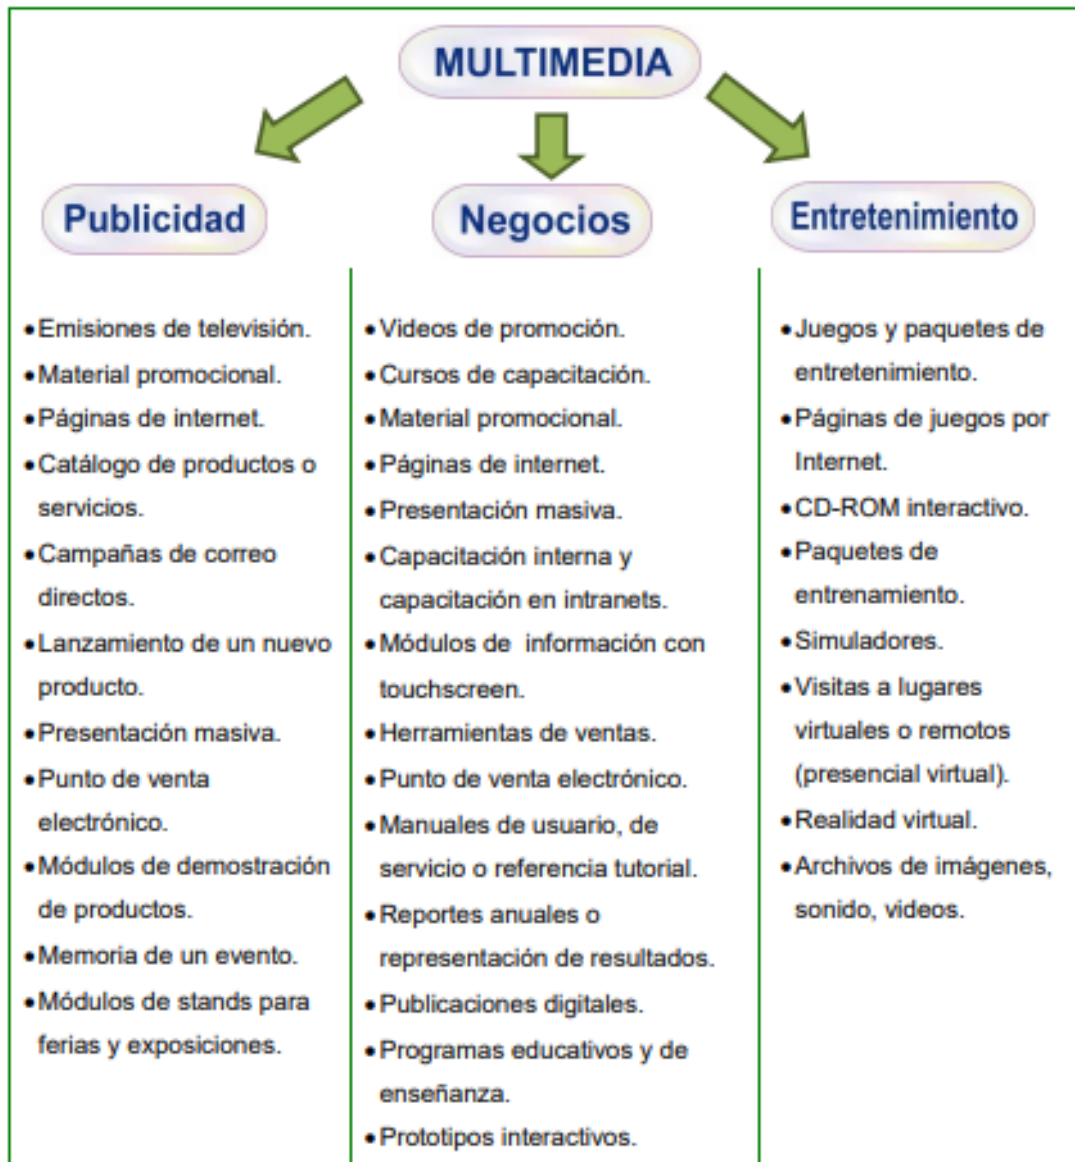 MULTIMEDIA
Publicidad
•Emisiones de televisión.
•Material promocional.
•Páginas de internet.
•Catálogo de productos o
servicios.
•Campañas de correo
directos.
•Lanzamiento de un nuevo
producto.
•Presentación masiva.
•Punto de venta
electrónico.
•Módulos de demostración
de productos.
•Memoria de un evento.
•Módulos de stands para
ferias y exposiciones.
Negocios
•Videos de promoción.
•Cursos de capacitación.
•Material promocional.
•Páginas de internet.
•Presentación masiva.
•Capacitación interna y
capacitación en intranets.
•Módulos de información con
touchscreen.
•Herramientas de ventas.
•Punto de venta electrónico.
•Manuales de usuario, de
servicio o referencia tutorial.
•Reportes anuales o
representación de resultados.
•Publicaciones digitales.
•Programas educativos y de
enseñanza.
•Prototipos interactivos.
Entretenimiento
•Juegos y paquetes de
entretenimiento.
•Páginas de juegos por
Internet.
•CD-ROM interactivo.
•Paquetes de
entrenamiento.
•Simuladores.
•Visitas a lugares
virtuales o remotos
(presencial virtual).
•Realidad virtual.
•Archivos de imágenes,
sonido, videos.